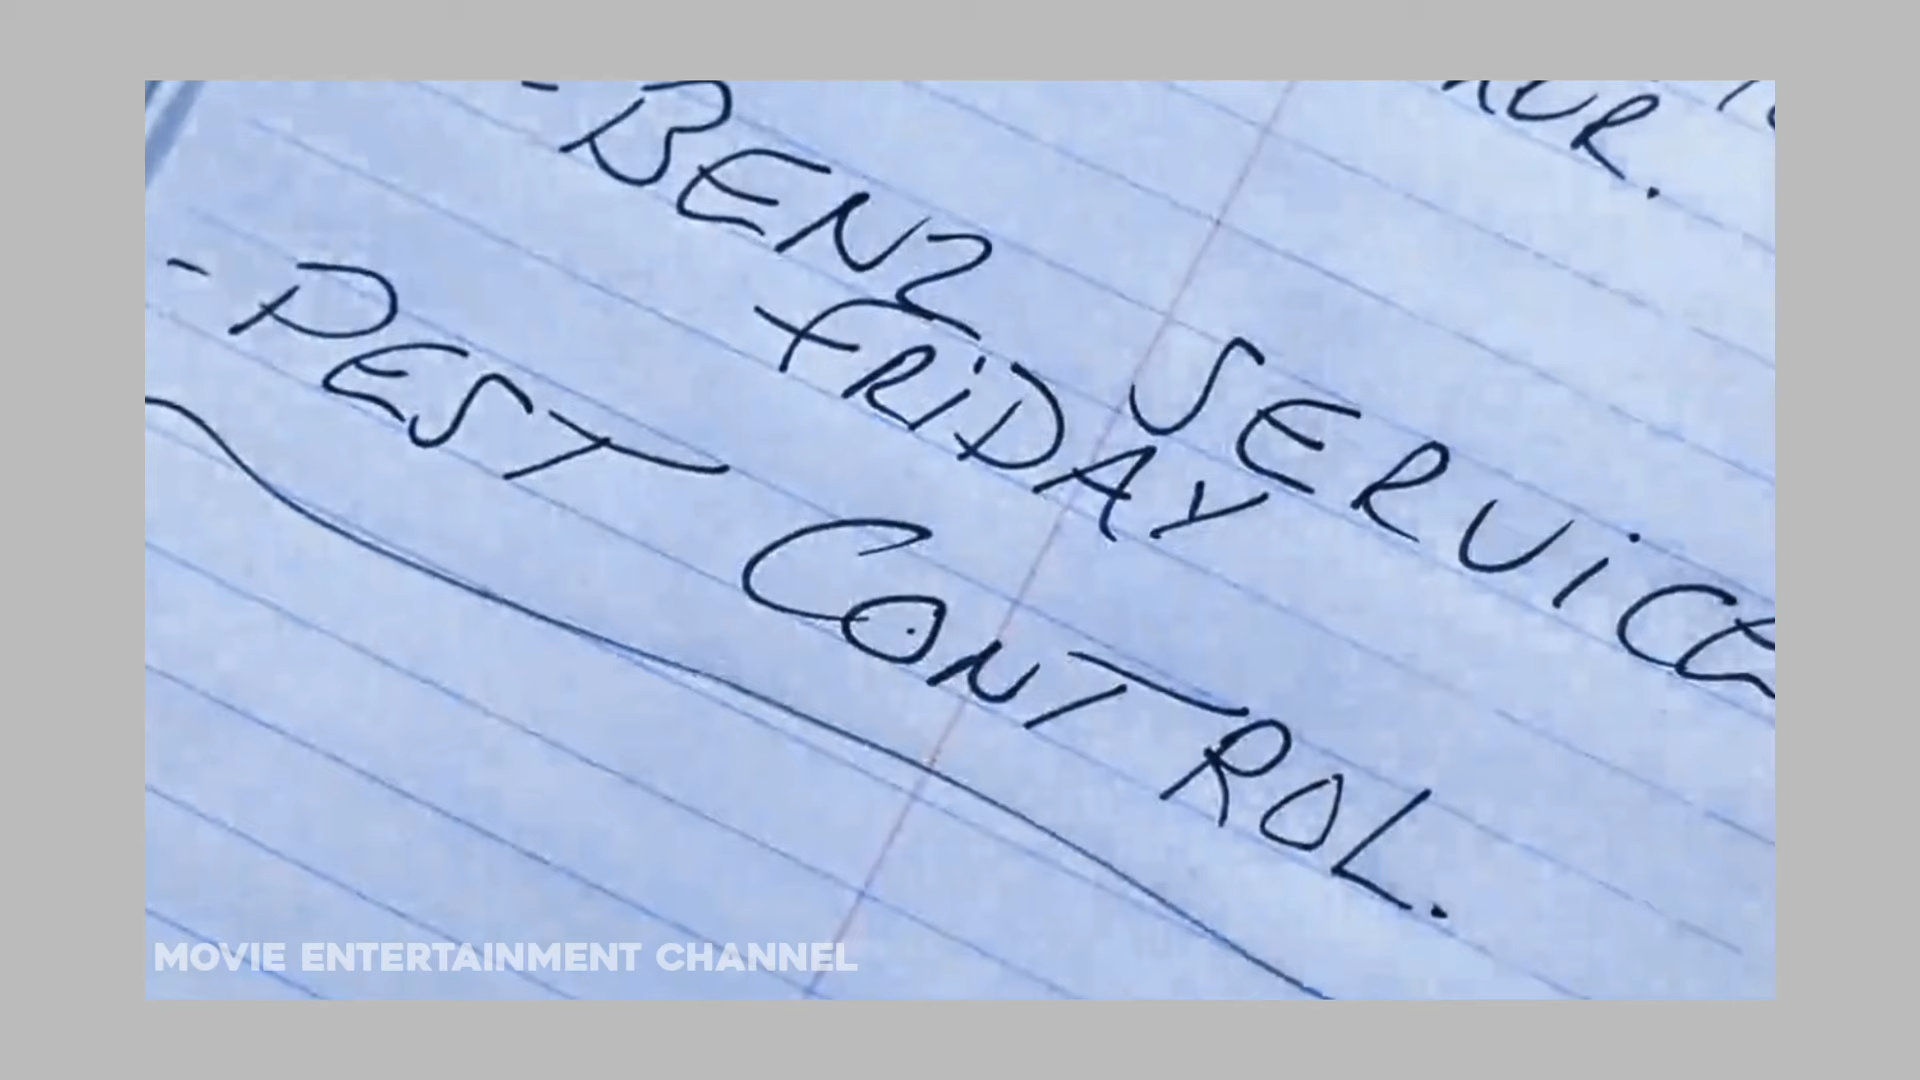 - BENZ SERVICE
FRIDAY
- PEST CONTROL.
MOVIE ENTERTAINMENT CHANNEL